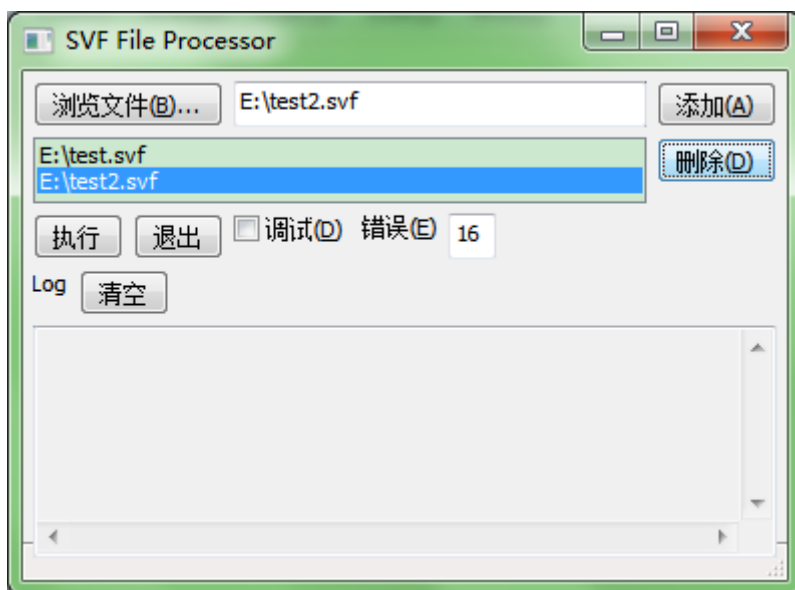 SVF File Processor
浏览文件(B)... E:\test2.svf 添加(A)
E:\test.svf
E:\test2.svf
删除(D)
执行 退出 调试(D) 错误(E) 16
Log 清空